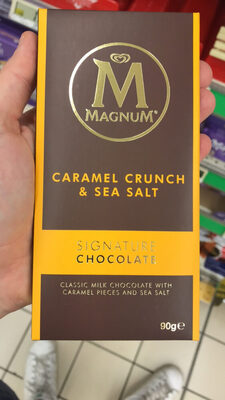 M
MAGNUM
CARAMEL CRUNCH
& SEA SALT
SIGNATURE
CHOCOLATE
CLASSIC MILK CHOCOLATE WITH
CARAMEL PIECES AND SEA SALT
90g℮